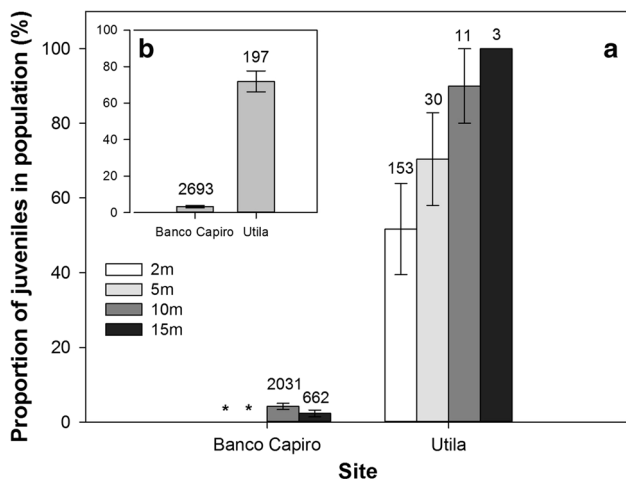 Proportion of juveniles in population (%)
100
80
60
40
20
0
b
100
80
60
40
20
0
2693
197
Banco Capiro Utila
a
2m
5m
10m
15m
* *
2031
662
153
30
11
3
Banco Capiro Utila
Site